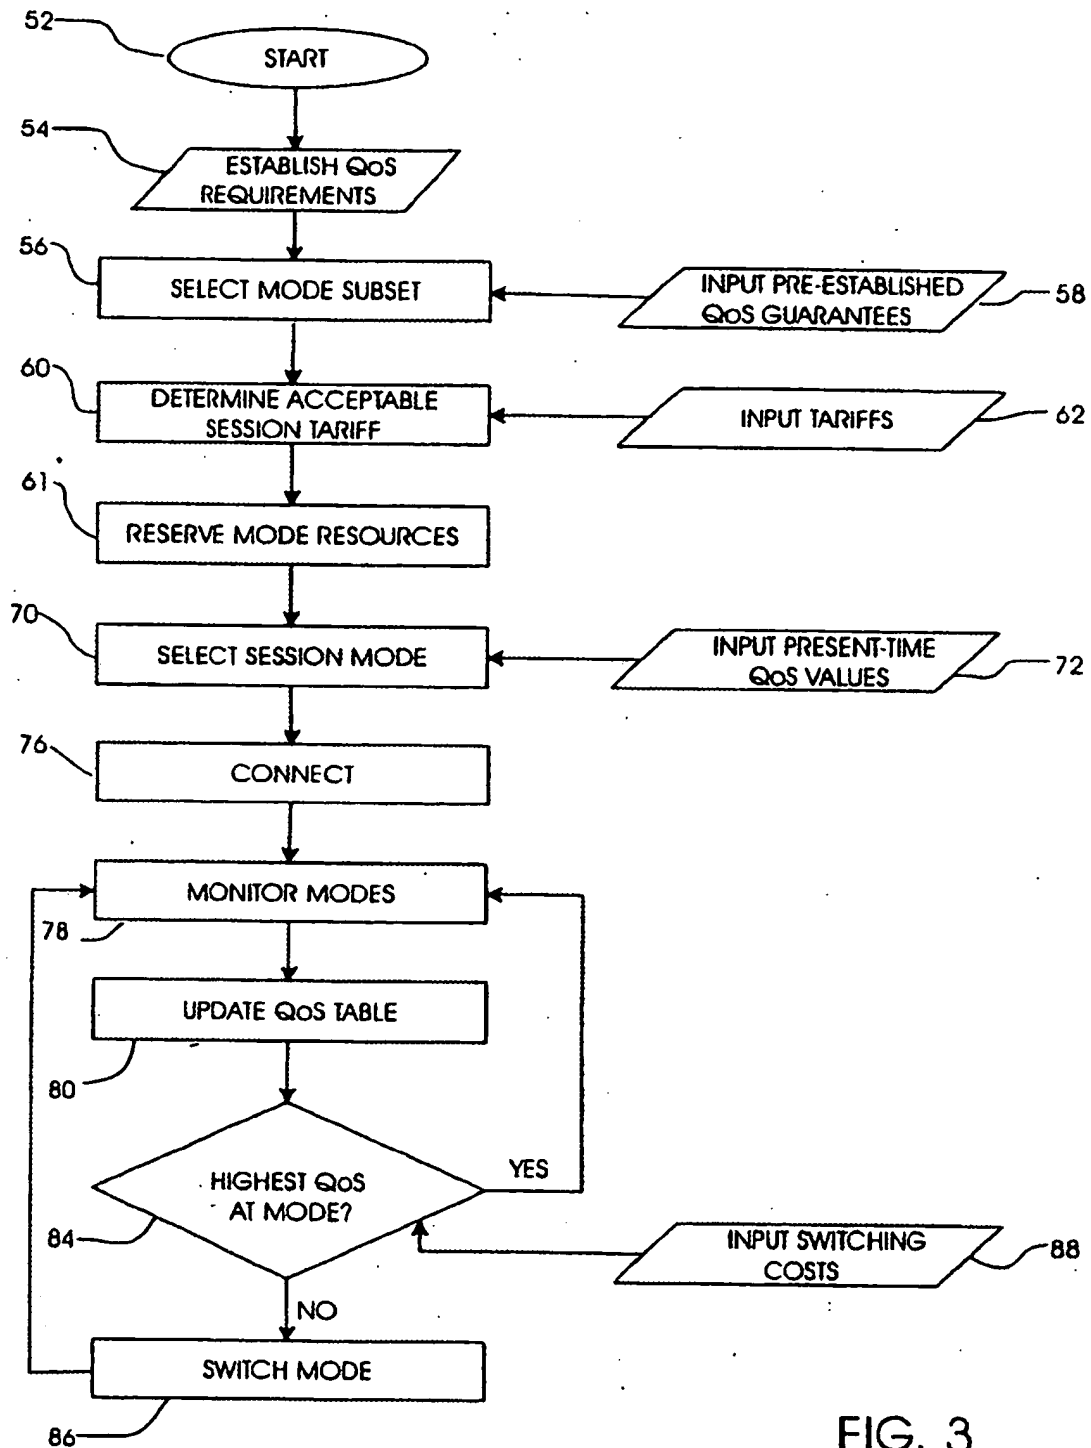 52
START
54
ESTABLISH QoS
REQUIREMENTS
56
SELECT MODE SUBSET
INPUT PRE-ESTABLISHED
QoS GUARANTEES
58
60
DETERMINE ACCEPTABLE
SESSION TARIFF
INPUT TARIFFS
62
61
RESERVE MODE RESOURCES
70
SELECT SESSION MODE
INPUT PRESENT-TIME
QoS VALUES
72
76
CONNECT
MONITOR MODES
78
UPDATE QoS TABLE
80
HIGHEST QoS
AT MODE?
YES
84
INPUT SWITCHING
COSTS
88
NO
SWITCH MODE
86
FIG. 3